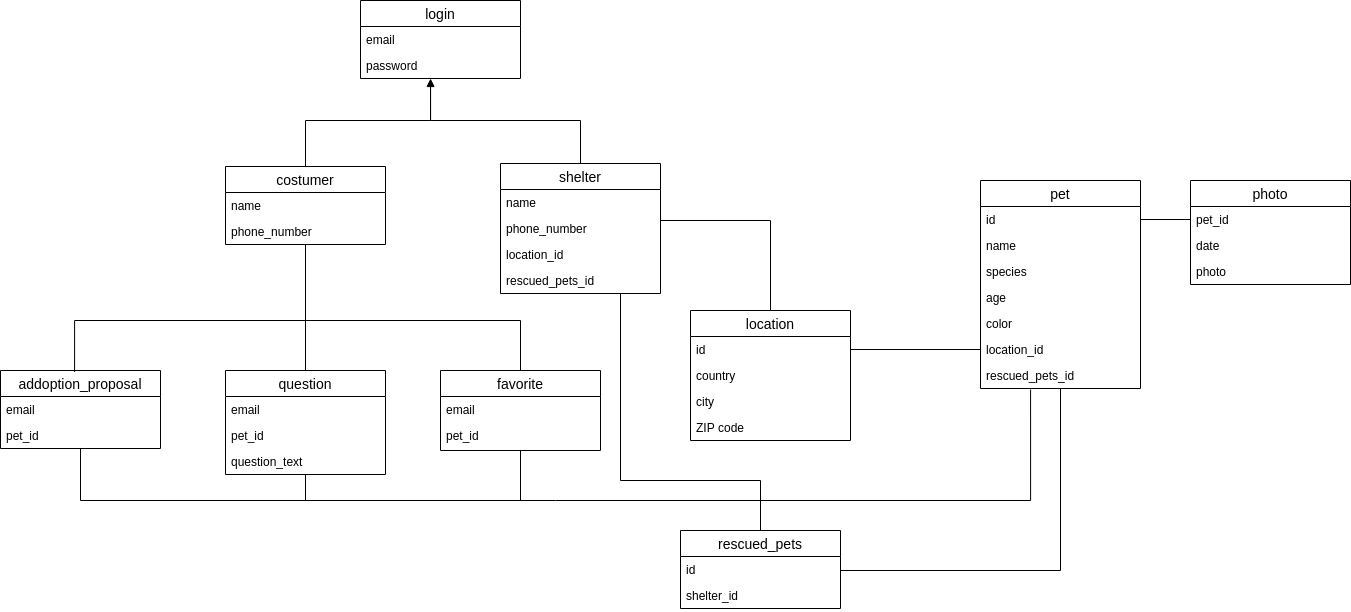 login
email
password
costumer
name
phone_number
shelter
name
phone_number
location_id
rescued_pets_id
pet
id
name
species
age
color
location_id
rescued_pets_id
photo
pet_id
date
photo
location
id
country
city
ZIP code
addoption_proposal
email
pet_id
question
email
pet_id
question_text
favorite
email
pet_id
rescued_pets
id
shelter_id